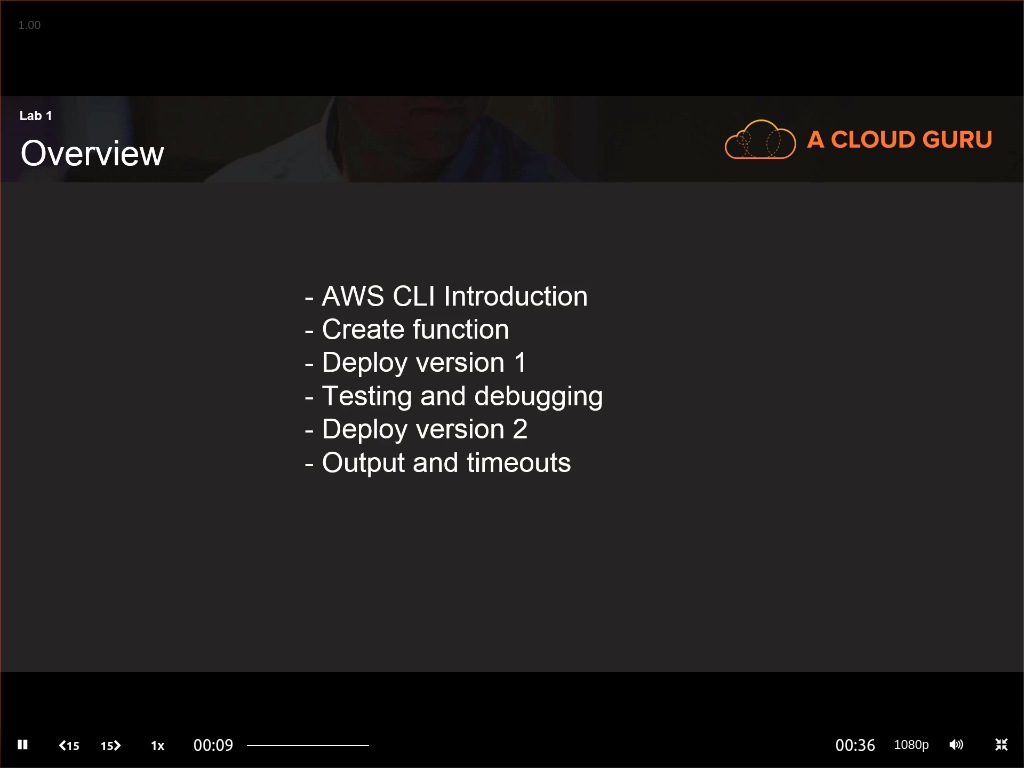 1.00
Lab 1
Overview
A CLOUD GURU
- AWS CLI Introduction
- Create function
- Deploy version 1
- Testing and debugging
- Deploy version 2
- Output and timeouts
15 15 1x 00:09 00:36 1080p